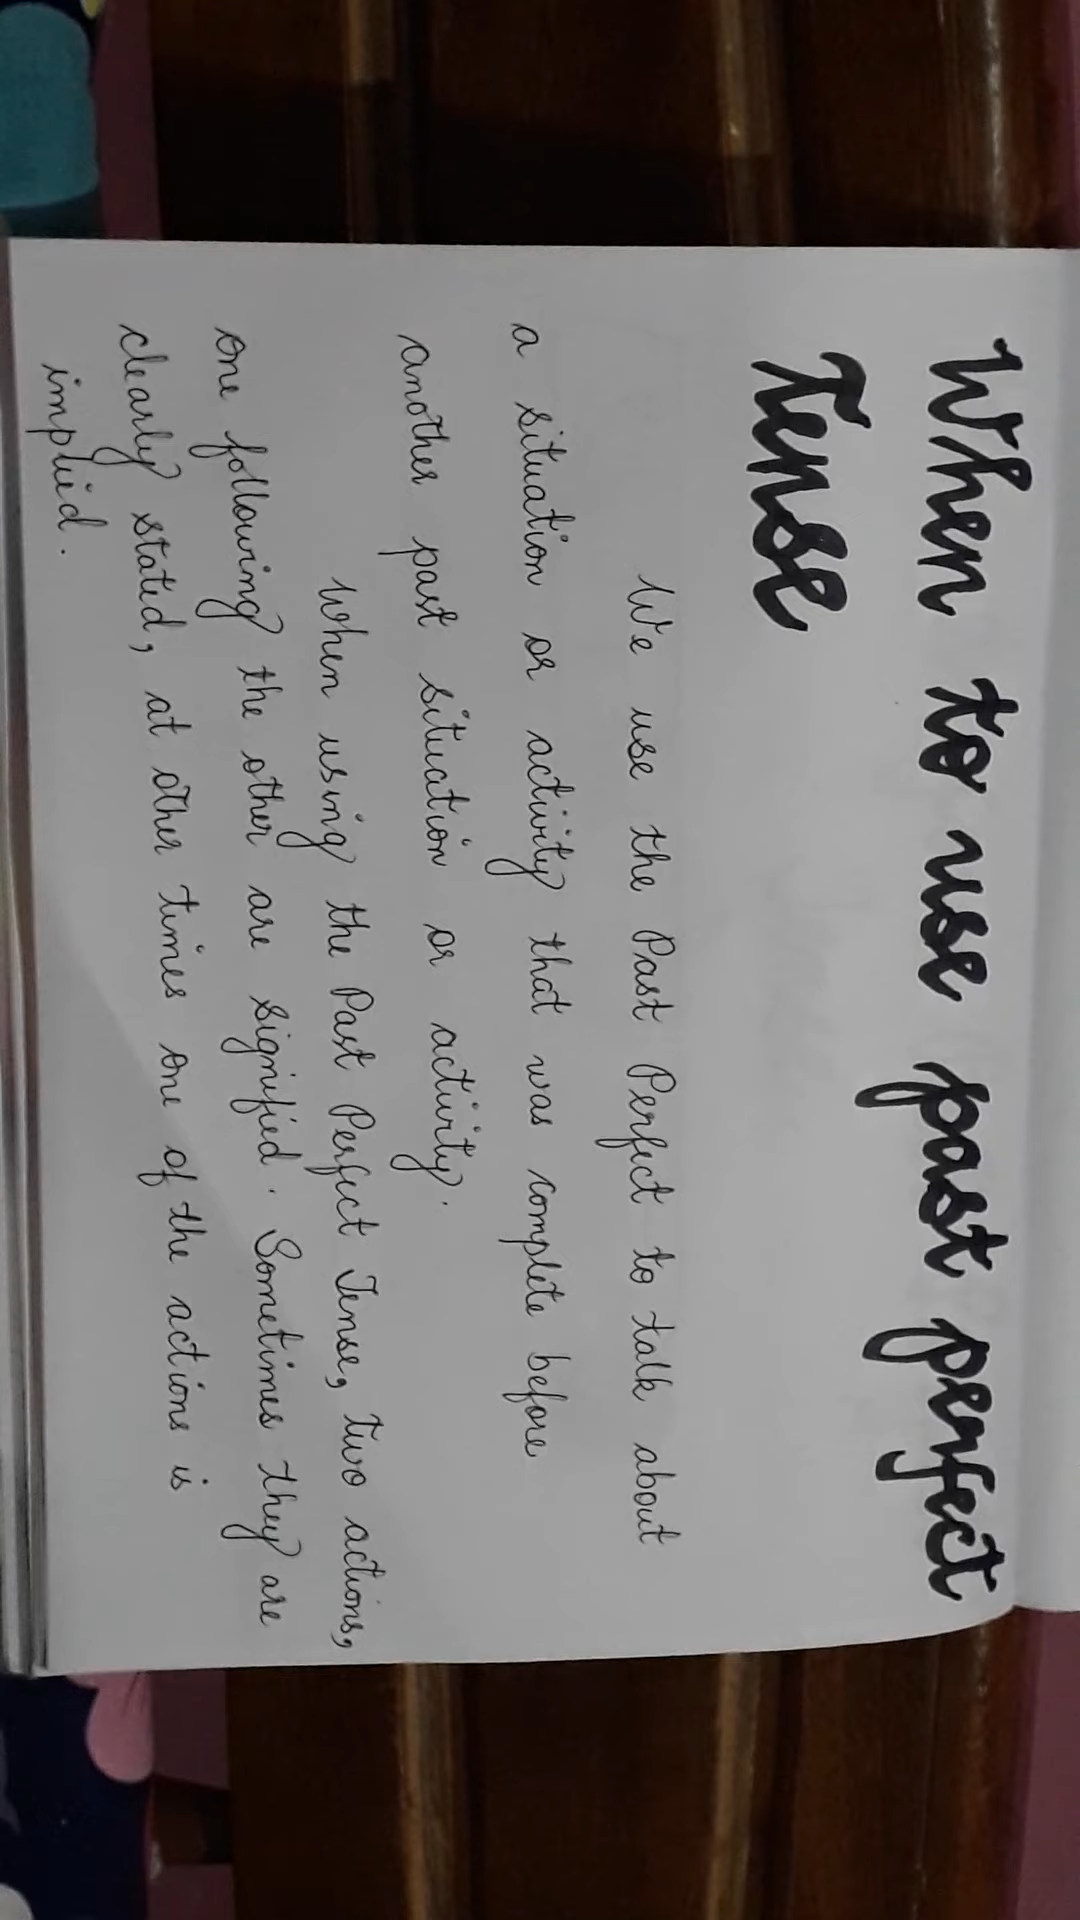 When to use past perfect
Tense
We use the Past Perfect to talk about
a situation or activity that was complete before
another past situation or activity.
When using the Past Perfect Tense, two actions,
one following the other are signified. Sometimes they are
clearly stated, at other times one of the actions is
implied.